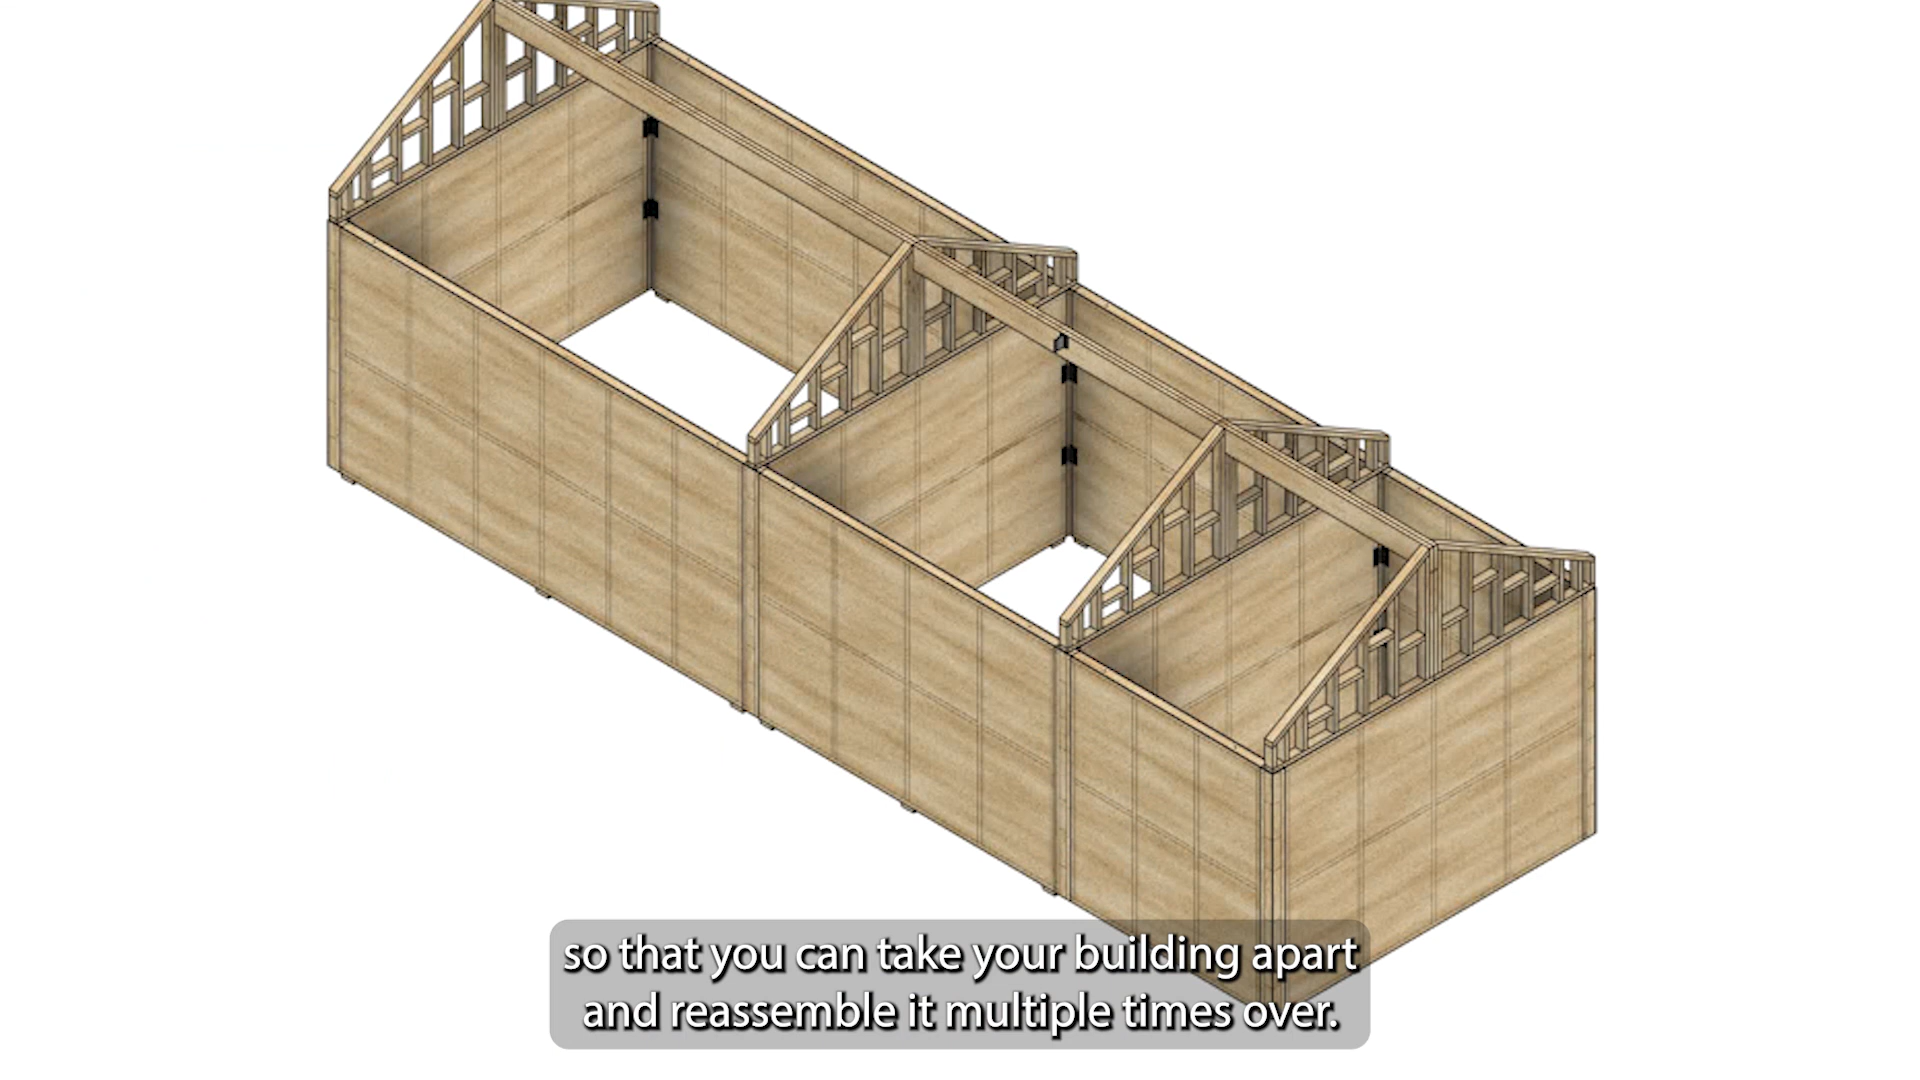 so that you can take your building apart
and reassemble it multiple times over.